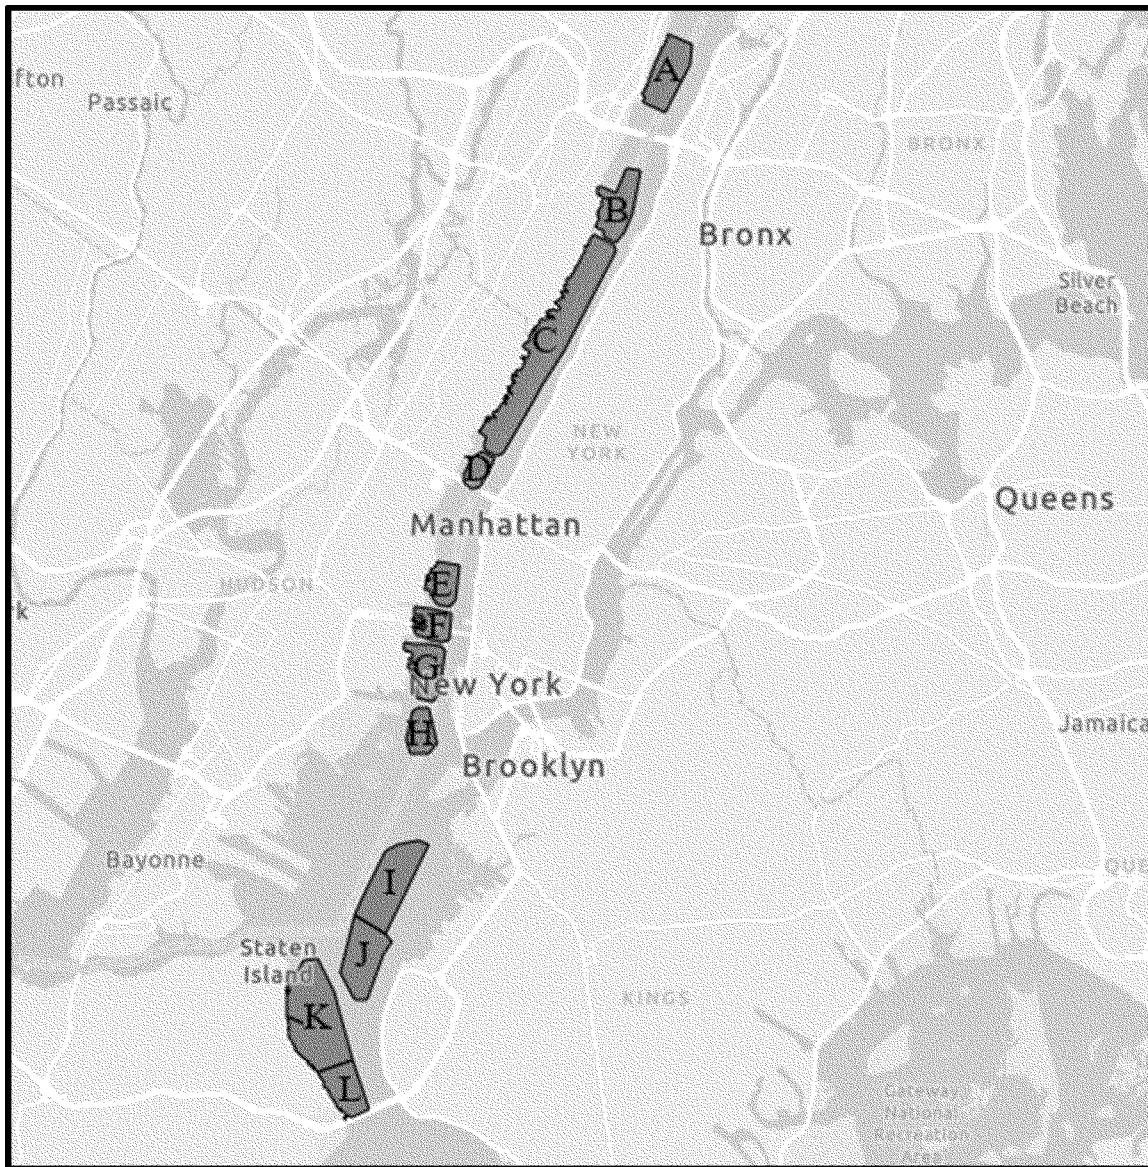 A
fton
Passaic
BRONX
B
Bronx
Silver
Beach
C
NEW
YORK
D
Queens
Manhattan
E
HUDSON
k
F
G
New York
Jamaica
H
Brooklyn
Bayonne
QUE
I
Staten
Island
J
KINGS
K
L
Gateway
National
Recreation
Area